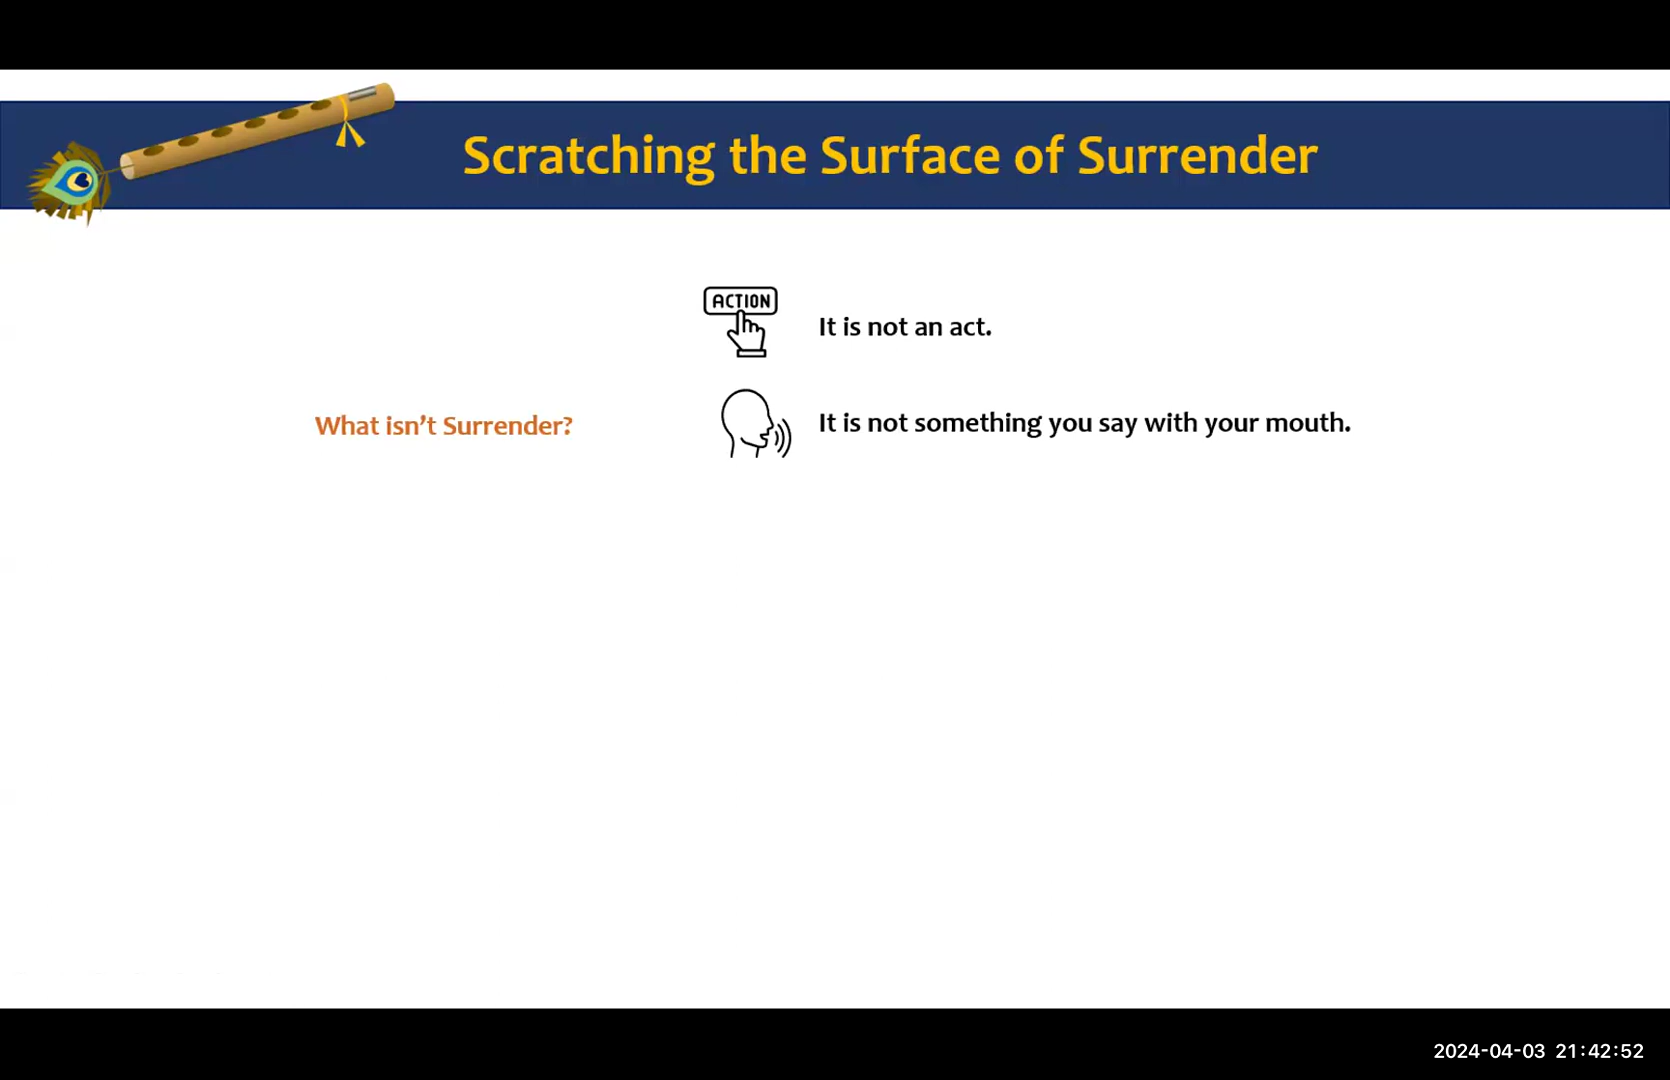 Scratching the Surface of Surrender
ACTION
It is not an act.
What isn’t Surrender?
It is not something you say with your mouth.
2024-04-03 21:42:52